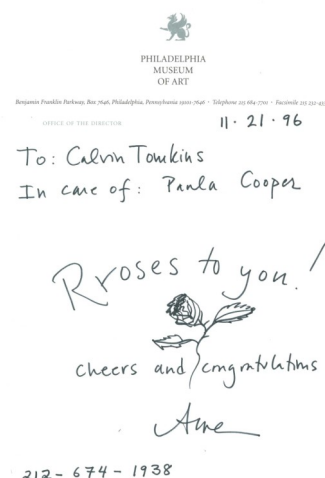 PHILADELPHIA
MUSEUM
OF ART
Benjamin Franklin Parkway, Box 7646, Philadelphia, Pennsylvania 19101-7646 · Telephone 215 684-7701 · Facsimile 215 232-43
OFFICE OF THE DIRECTOR
11·21·96
To: Calvin Tomkins
In care of: Paula Cooper
Rroses to you!
cheers and congratulations
Anne
212-674-1938